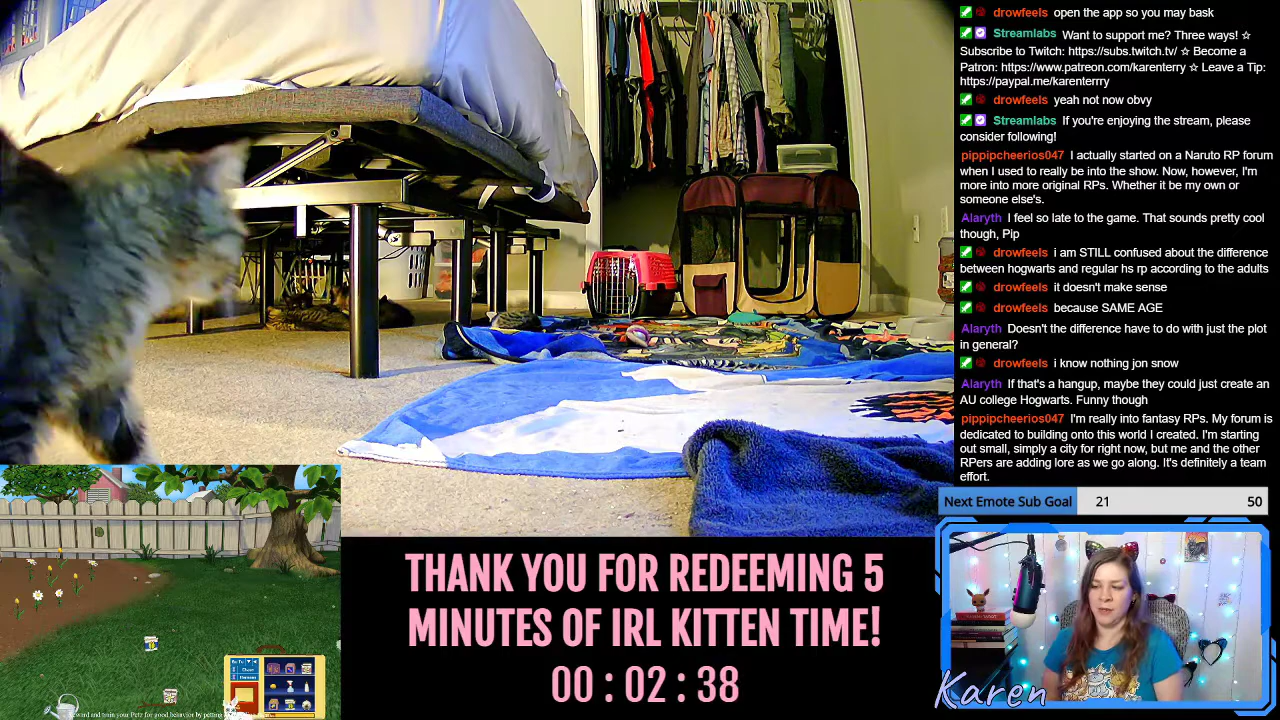 drowfeels open the app so you may bask
Streamlabs Want to support me? Three ways! ☆
Subscribe to Twitch: https://subs.twitch.tv/ ☆ Become a
Patron: https://www.patreon.com/karenterry ☆ Leave a Tip:
https://paypal.me/karenterrry
drowfeels yeah not now obvy
Streamlabs If you're enjoying the stream, please
consider following!
pippipcheerios047 I actually started on a Naruto RP forum
when I used to really be into the show. Now, however, I'm
more into more original RPs. Whether it be my own or
someone else's.
Alaryth I feel so late to the game. That sounds pretty cool
though, Pip
drowfeels i am STILL confused about the difference
between hogwarts and regular hs rp according to the adults
drowfeels it doesn't make sense
drowfeels because SAME AGE
Alaryth Doesn't the difference have to do with just the plot
in general?
drowfeels i know nothing jon snow
Alaryth If that's a hangup, maybe they could just create an
AU college Hogwarts. Funny though
pippipcheerios047 I'm really into fantasy RPs. My forum is
dedicated to building onto this world I created. I'm starting
out small, simply a city for right now, but me and the other
RPers are adding lore as we go along. It's definitely a team
effort.
Next Emote Sub Goal 21 50
THANK YOU FOR REDEEMING 5
MINUTES OF IRL KITTEN TIME!
00:02:38
Karen
and train your Petz for good behavior by petting